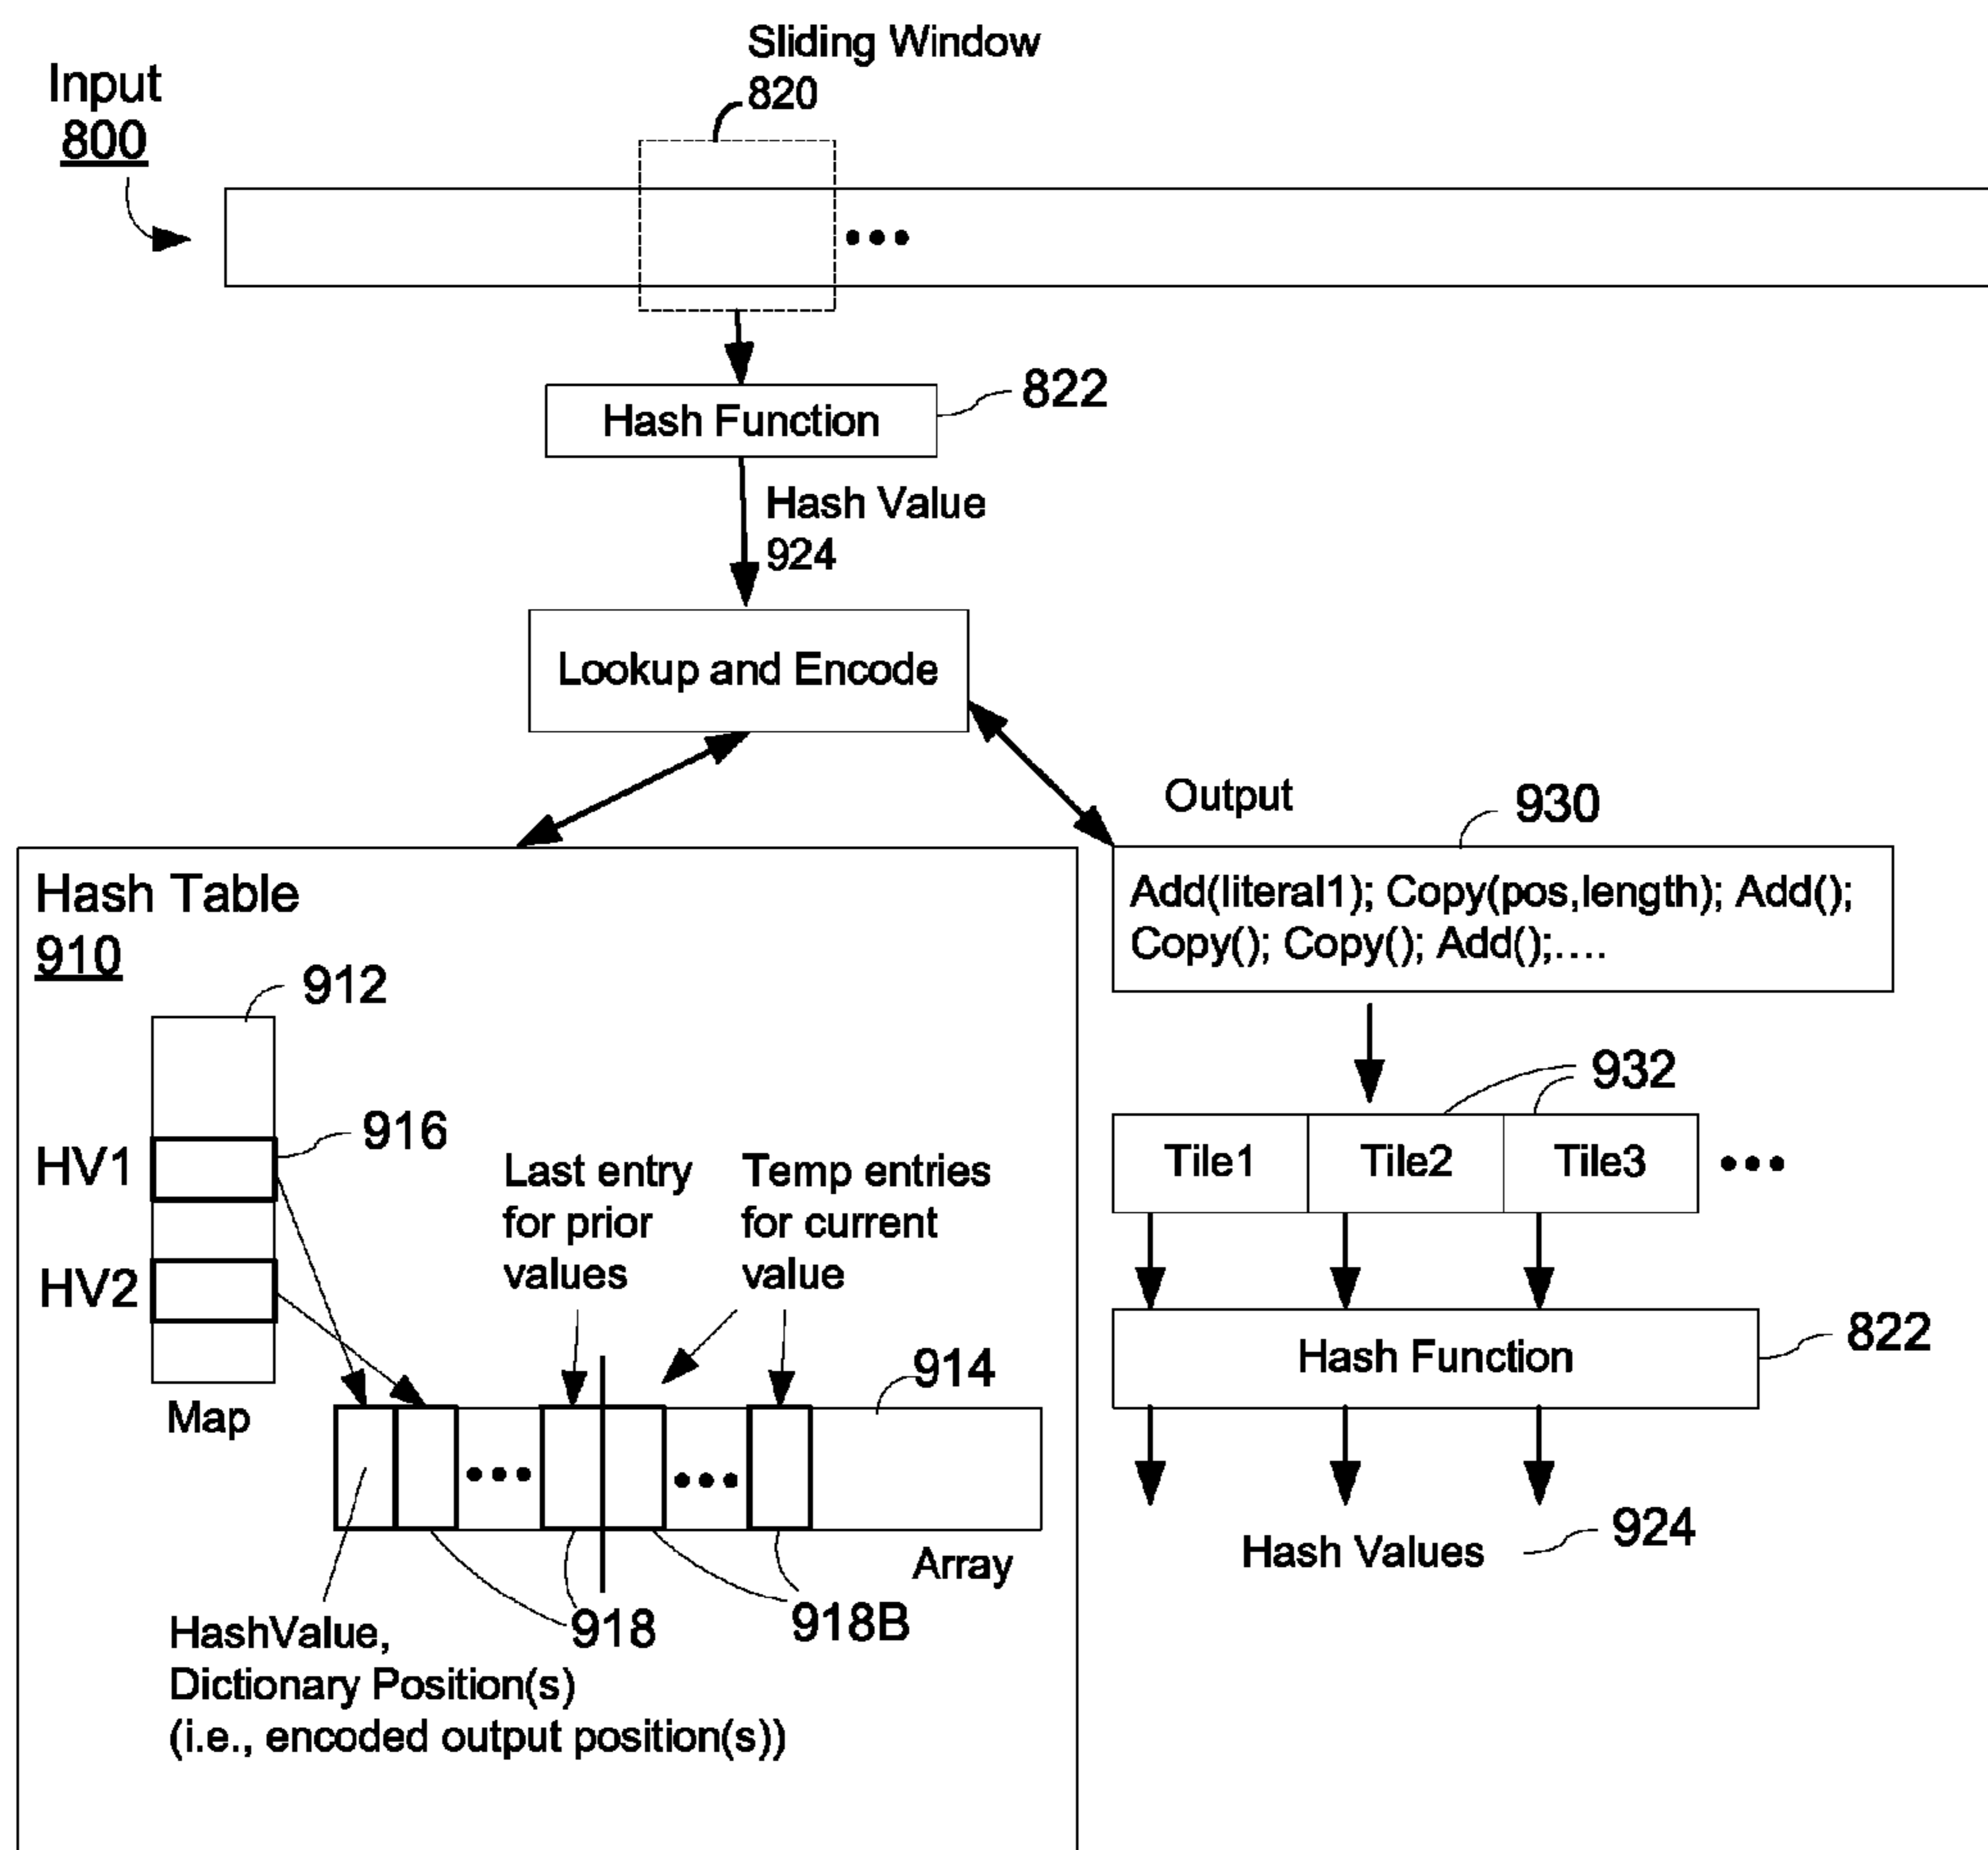 Sliding Window
820
Input
800
Hash Function
822
Hash Value
924
Lookup and Encode
Output
930
Add(literal1); Copy(pos,length); Add();
Copy(); Copy(); Add();....
Hash Table
910
912
916
HV1
HV2
Map
Last entry
for prior
values
Temp entries
for current
value
914
Array
918
918B
HashValue,
Dictionary Position(s)
(i.e., encoded output position(s))
932
Tile1 Tile2 Tile3
Hash Function
822
Hash Values
924